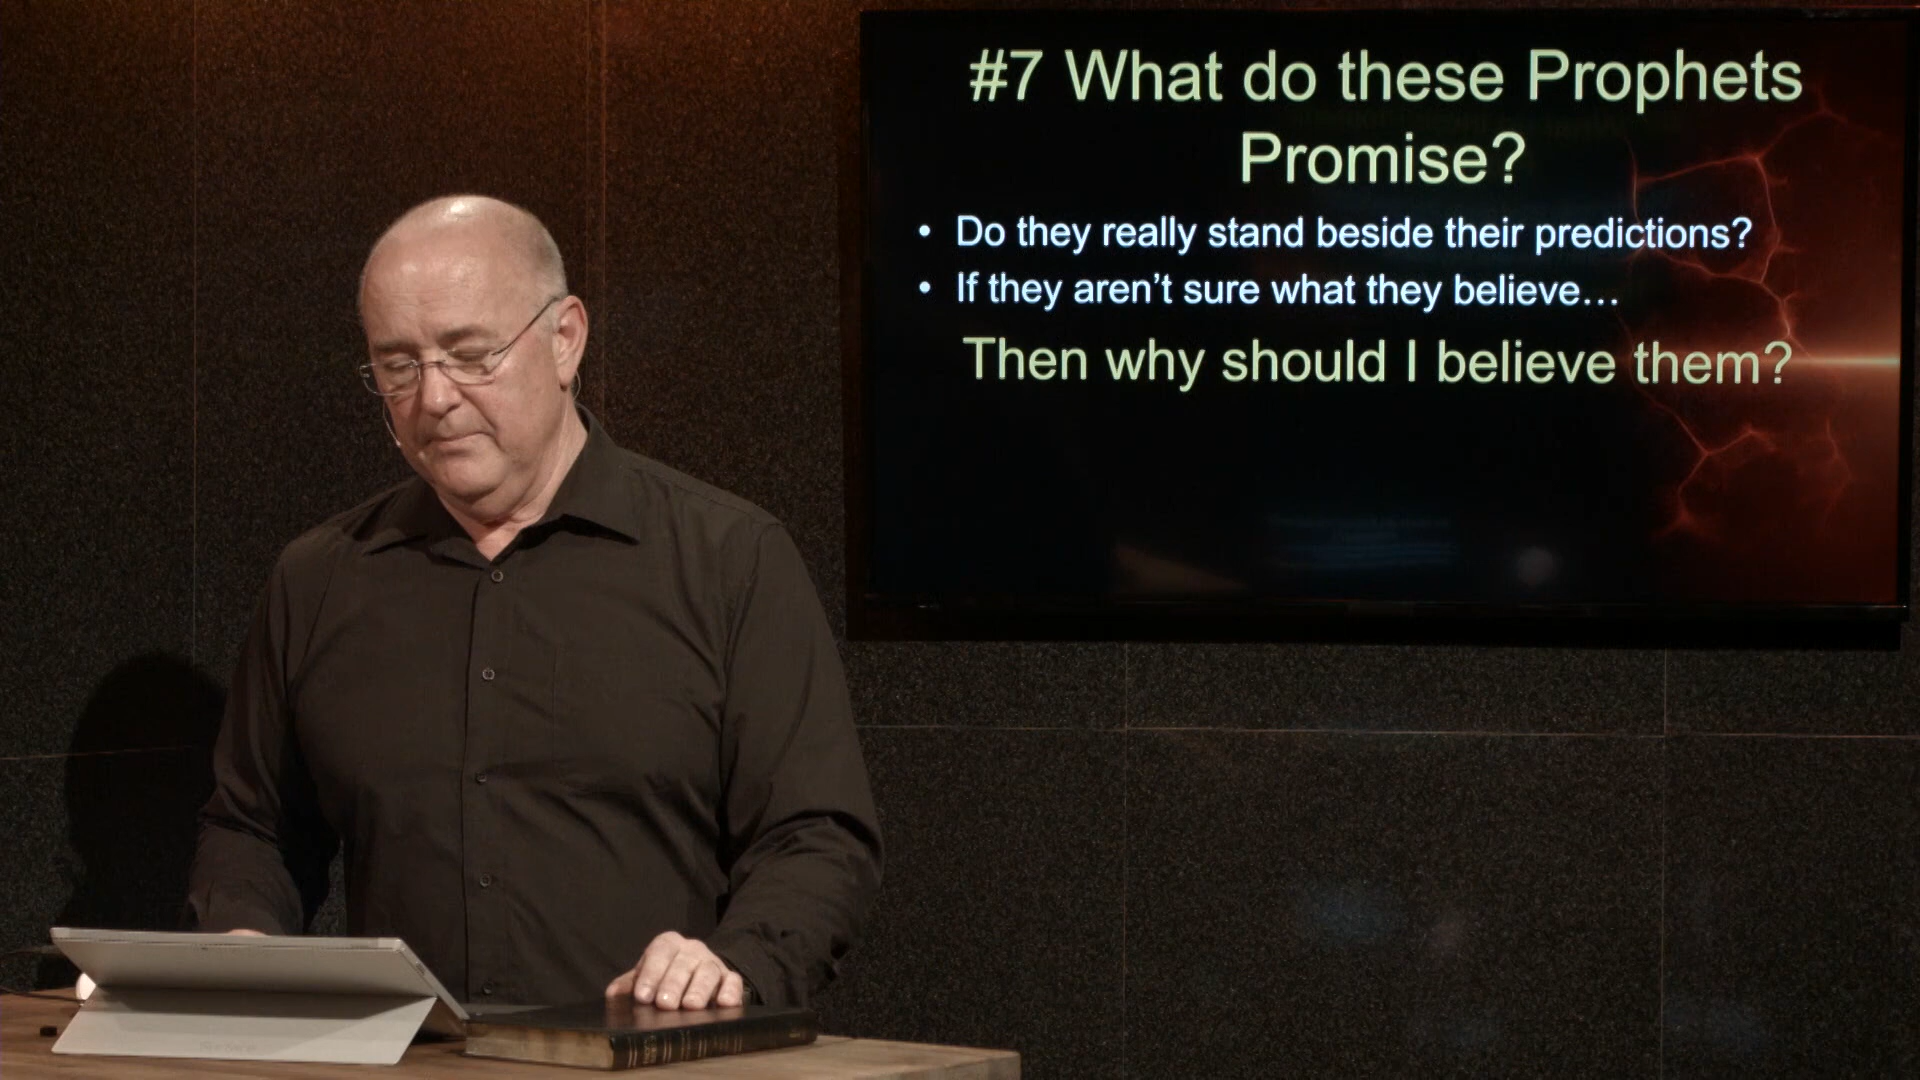 #7 What do these Prophets
Promise?
• Do they really stand beside their predictions?
• If they aren't sure what they believe…
Then why should I believe them?